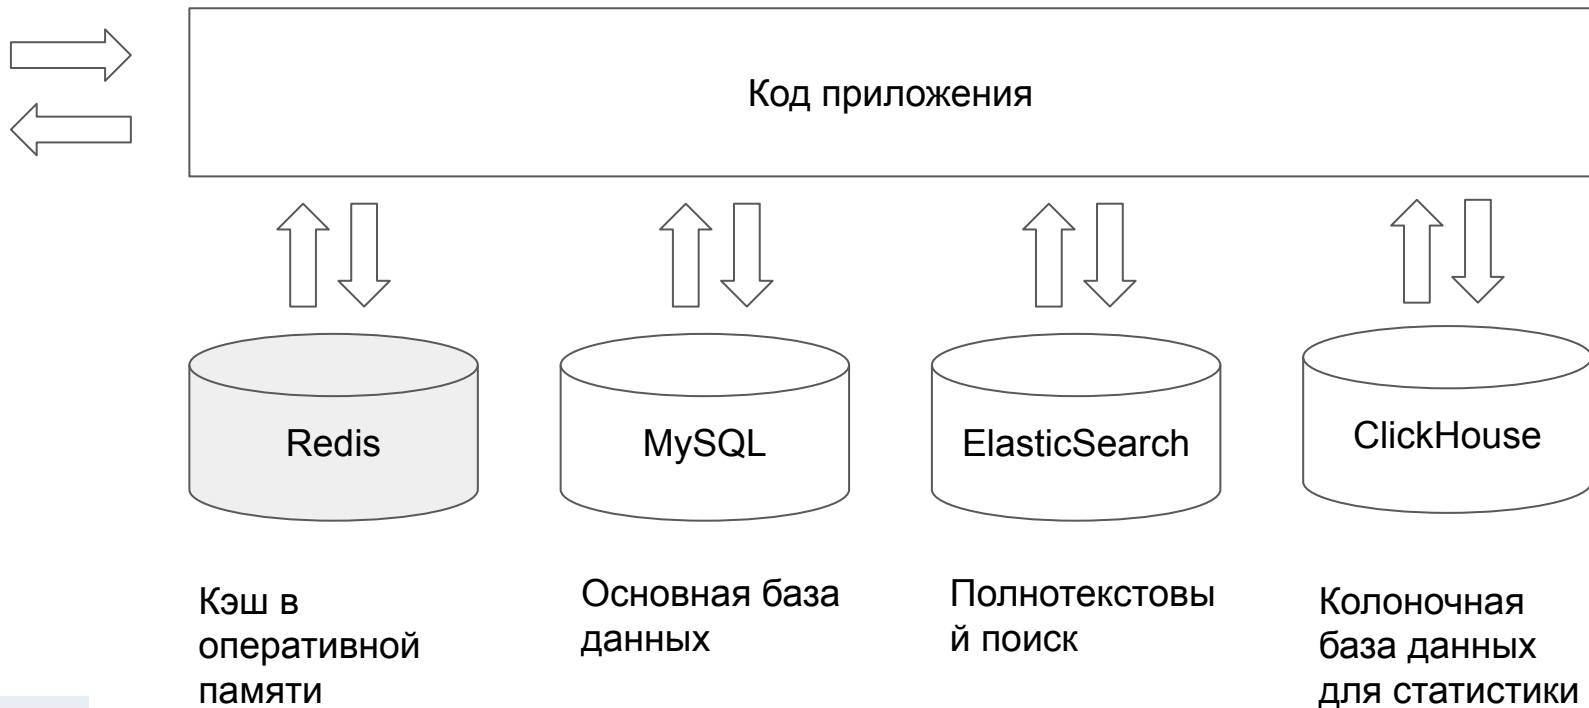 Код приложения
Redis
MySQL
ElasticSearch
ClickHouse
Кэш в
оперативной
памяти
Основная база
данных
Полнотекстовы
й поиск
Колоночная
база данных
для статистики